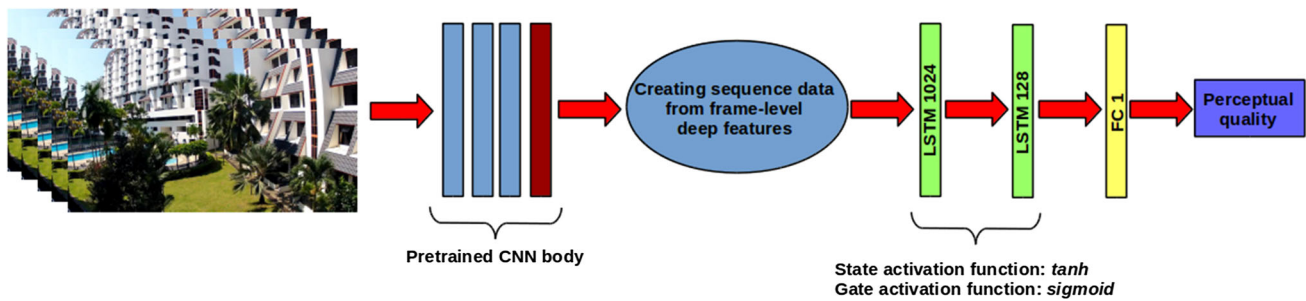 Creating sequence data
from frame-level
deep features
LSTM 1024
LSTM 128
FC 1
Perceptual
quality
Pretrained CNN body
State activation function: tanh
Gate activation function: sigmoid